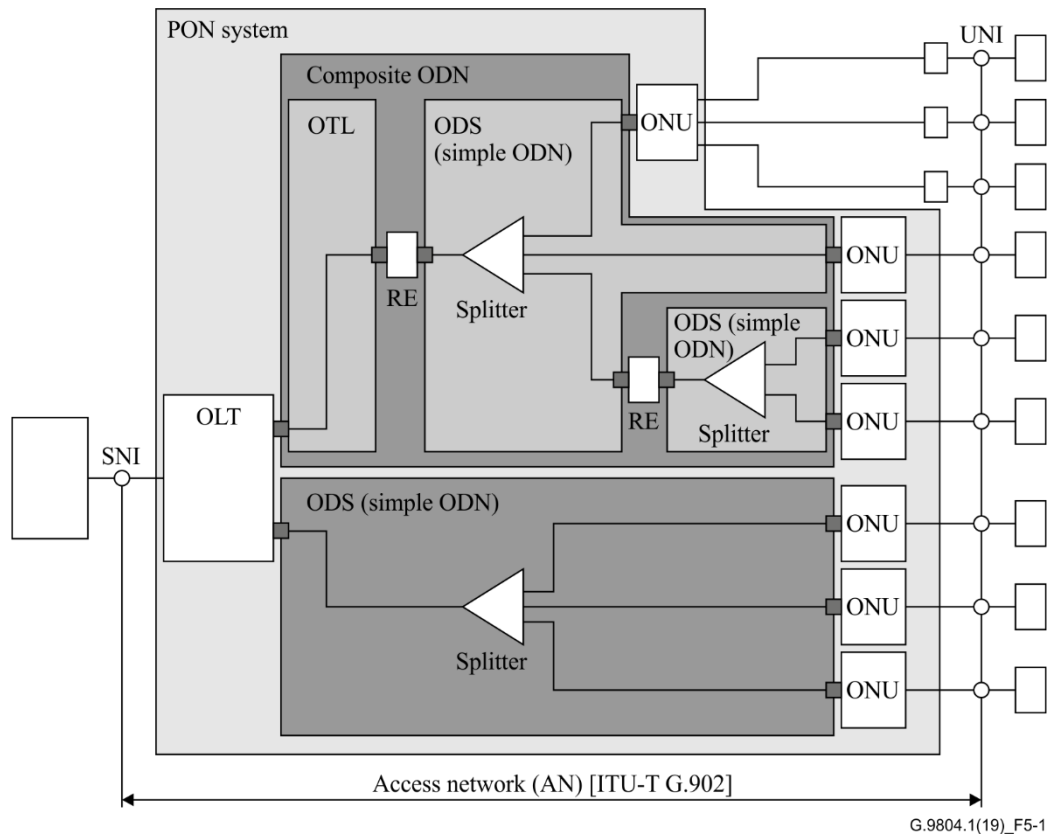 PON system
UNI
Composite ODN
OTL
ODS
(simple ODN)
ONU
ONU
RE
Splitter
ODS (simple
ODN)
ONU
RE
Splitter
ONU
OLT
SNI
ODS (simple ODN)
ONU
ONU
Splitter
ONU
Access network (AN) [ITU-T G.902]
G.9804.1(19)_F5-1